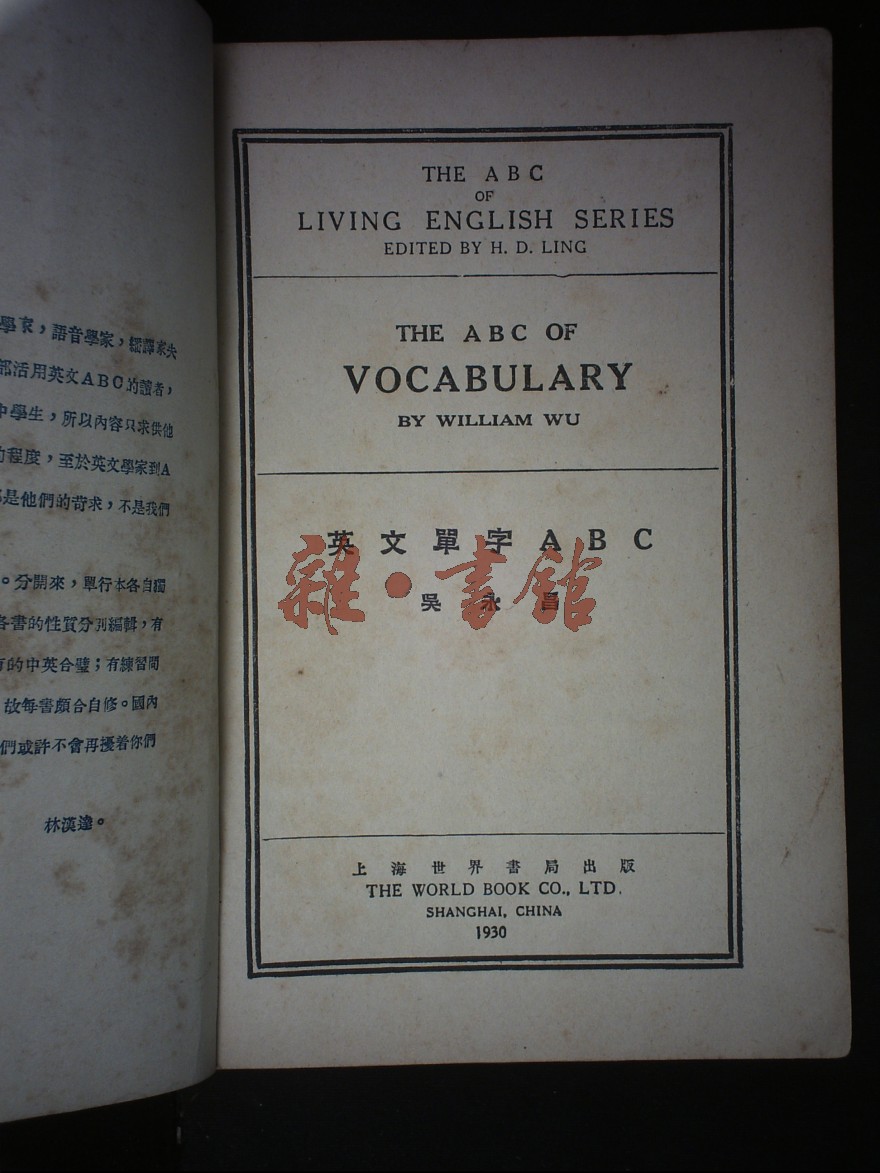 學家，語音學家，繙譯家夫
部活用英文ABC的讀者，
中學生，所以內容只求供他
的程度，至於英文學家到A
是他們的苛求，不是我們
。分開來，單行本各自獨
各書的性質分別編輯，有
有的中英合璧；有練習問
故每書頗合自修。國內
們或許不會再擾着你們
林漢達。
THE ABC
OF
LIVING ENGLISH SERIES
EDITED BY H. D. LING
THE ABC OF
VOCABULARY
BY WILLIAM WU
英文單字ABC
雜·書館
吳永昌
上海世界書局出版
THE WORLD BOOK CO., LTD.
SHANGHAI, CHINA
1930